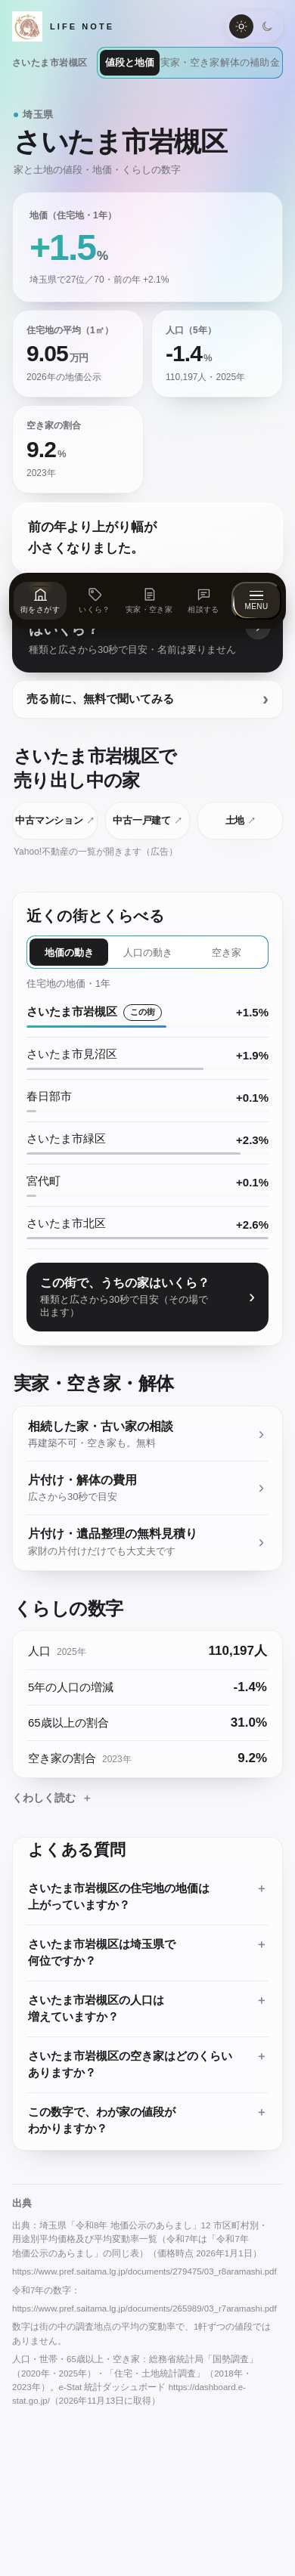 LIFE NOTE
さいたま市岩槻区
値段と地価
実家・空き家
解体の補助金
埼玉県
さいたま市岩槻区
家と土地の値段・地価・くらしの数字
地価（住宅地・1年）
+1.5%
埼玉県で27位／70・前の年 +2.1%
住宅地の平均（1㎡）
9.05万円
2026年の地価公示
人口（5年）
-1.4%
110,197人・2025年
空き家の割合
9.2%
2023年
前の年より上がり幅が
小さくなりました。
街をさがす
いくら？
実家・空き家
相談する
MENU
はいくら？
種類と広さから30秒で目安・名前は要りません
売る前に、無料で聞いてみる
さいたま市岩槻区で
売り出し中の家
中古マンション ↗
中古一戸建て ↗
土地 ↗
Yahoo!不動産の一覧が開きます（広告）
近くの街とくらべる
地価の動き
人口の動き
空き家
住宅地の地価・1年
さいたま市岩槻区 この街 +1.5%
さいたま市見沼区 +1.9%
春日部市 +0.1%
さいたま市緑区 +2.3%
宮代町 +0.1%
さいたま市北区 +2.6%
この街で、うちの家はいくら？
種類と広さから30秒で目安（その場で
出ます）
実家・空き家・解体
相続した家・古い家の相談
再建築不可・空き家も。無料
片付け・解体の費用
広さから30秒で目安
片付け・遺品整理の無料見積り
家財の片付けだけでも大丈夫です
くらしの数字
人口 2025年 110,197人
5年の人口の増減 -1.4%
65歳以上の割合 31.0%
空き家の割合 2023年 9.2%
くわしく読む ＋
よくある質問
さいたま市岩槻区の住宅地の地価は
上がっていますか？
＋
さいたま市岩槻区は埼玉県で
何位ですか？
＋
さいたま市岩槻区の人口は
増えていますか？
＋
さいたま市岩槻区の空き家はどのくらい
ありますか？
＋
この数字で、わが家の値段が
わかりますか？
＋
出典
出典：埼玉県「令和8年 地価公示のあらまし」12 市区町村別・
用途別平均価格及び平均変動率一覧（令和7年は「令和7年
地価公示のあらまし」の同じ表）（価格時点 2026年1月1日）
https://www.pref.saitama.lg.jp/documents/279475/03_r8aramashi.pdf
令和7年の数字：
https://www.pref.saitama.lg.jp/documents/265989/03_r7aramashi.pdf
数字は街の中の調査地点の平均の変動率で、1軒ずつの値段では
ありません。
人口・世帯・65歳以上・空き家：総務省統計局「国勢調査」
（2020年・2025年）・「住宅・土地統計調査」（2018年・
2023年）。e-Stat 統計ダッシュボード https://dashboard.e-
stat.go.jp/（2026年11月13日に取得）